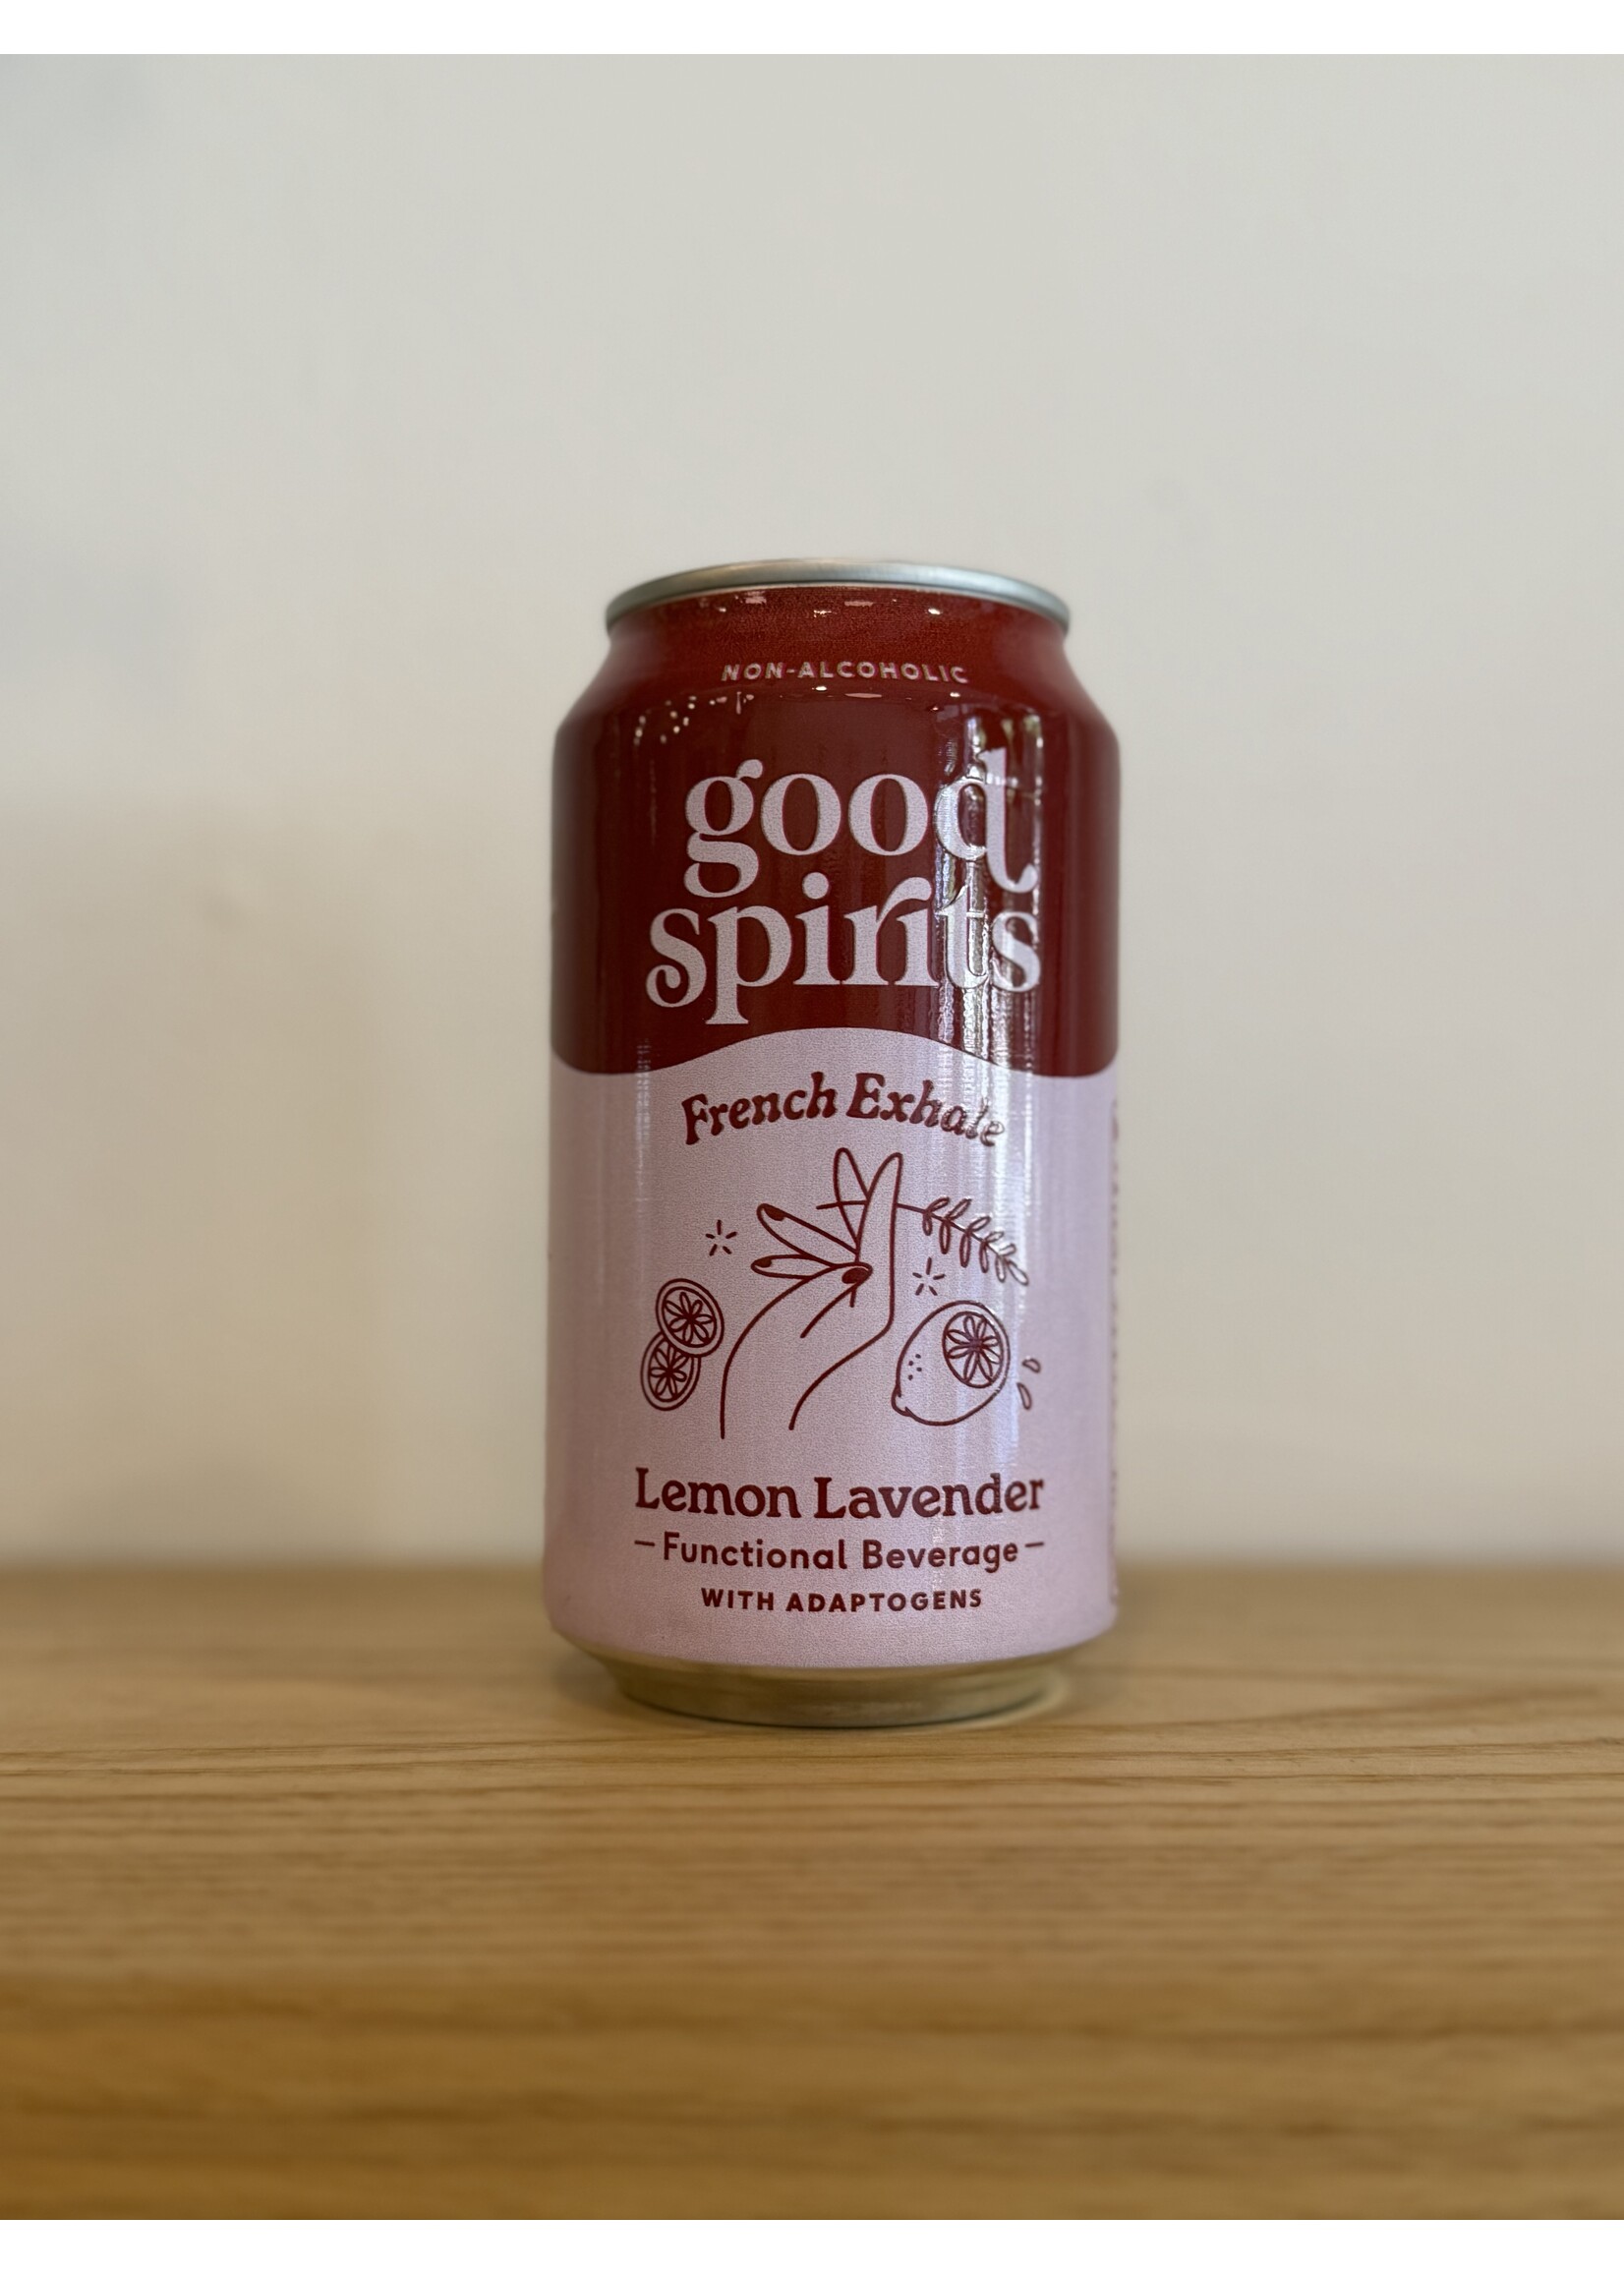 NON-ALCOHOLIC
good
spirits
French Exhale
Lemon Lavender
– Functional Beverage –
WITH ADAPTOGENS